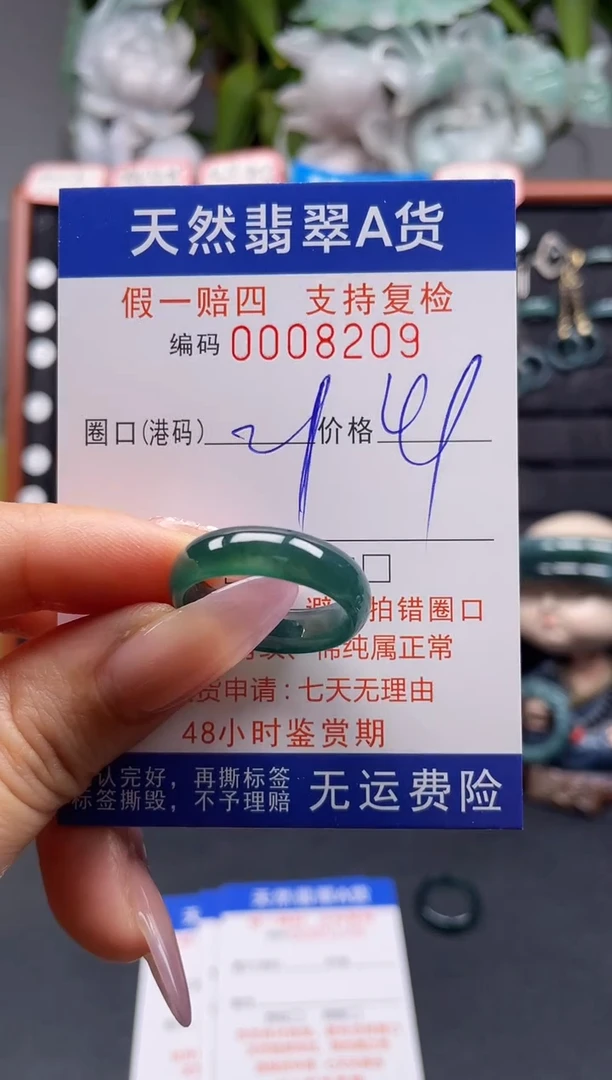 天然翡翠A货
假一赔四 支持复检
编码 0008209
圈口(港码) 价格
拍错圈口
纯属正常
货申请:七天无理由
48小时鉴赏期
认完好，再撕标签
标签撕毁，不予理赔
无运费险